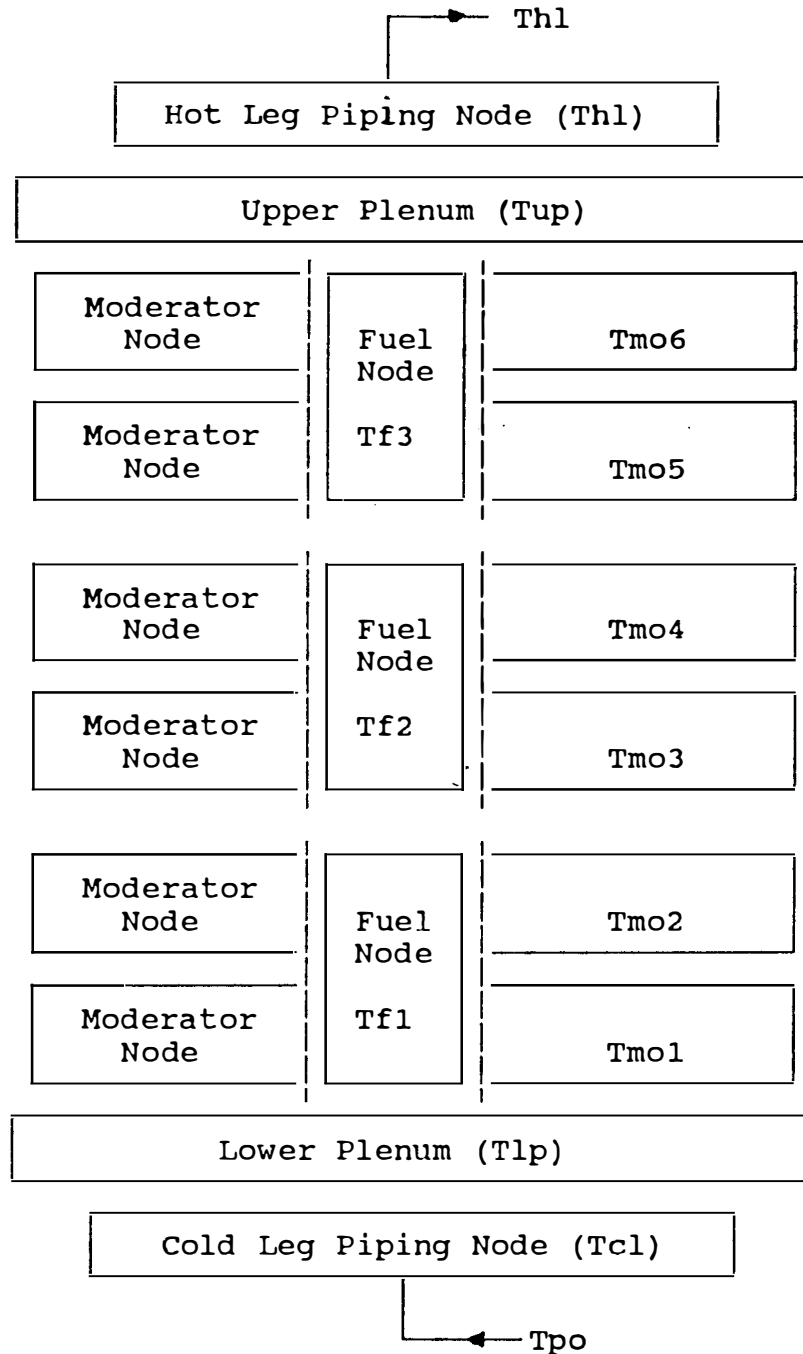 Thl
Hot Leg Piping Node (Thl)
Upper Plenum (Tup)
Moderator
Node
Fuel
Node
Tf3
Tmo6
Moderator
Node
Tmo5
Moderator
Node
Fuel
Node
Tf2
Tmo4
Moderator
Node
Tmo3
Moderator
Node
Fuel
Node
Tf1
Tmo2
Moderator
Node
Tmo1
Lower Plenum (Tlp)
Cold Leg Piping Node (Tcl)
Tpo